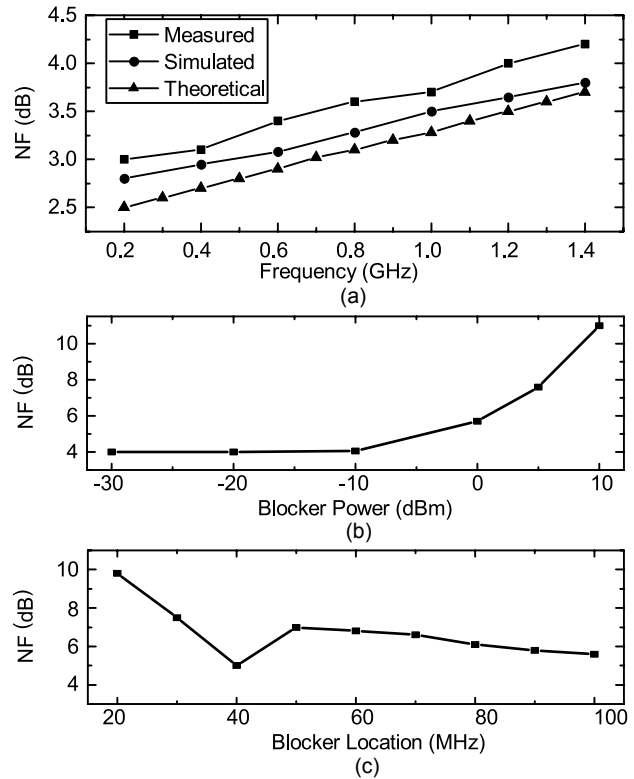 4.5
4.0
3.5
3.0
2.5
NF (dB)
Measured
Simulated
Theoretical
0.2 0.4 0.6 0.8 1.0 1.2 1.4
Frequency (GHz)
(a)
10
8
6
4
NF (dB)
-30 -20 -10 0 10
Blocker Power (dBm)
(b)
10
8
6
4
NF (dB)
20 40 60 80 100
Blocker Location (MHz)
(c)